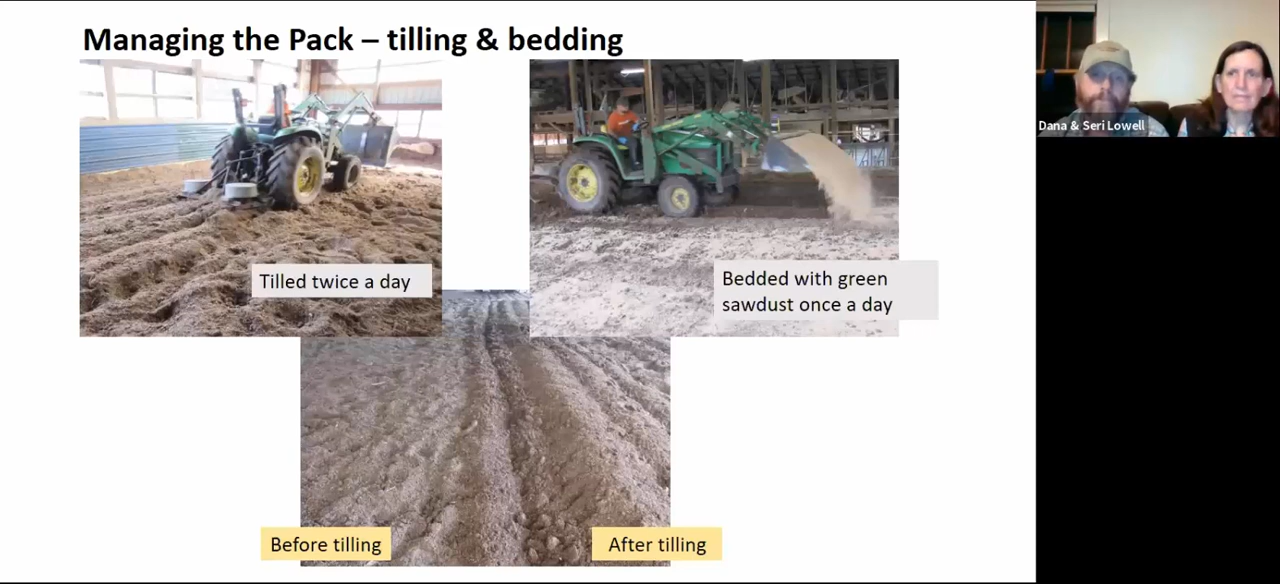 Managing the Pack – tilling & bedding
Dana & Seri Lowell
Tilled twice a day
Bedded with green
sawdust once a day
Before tilling
After tilling